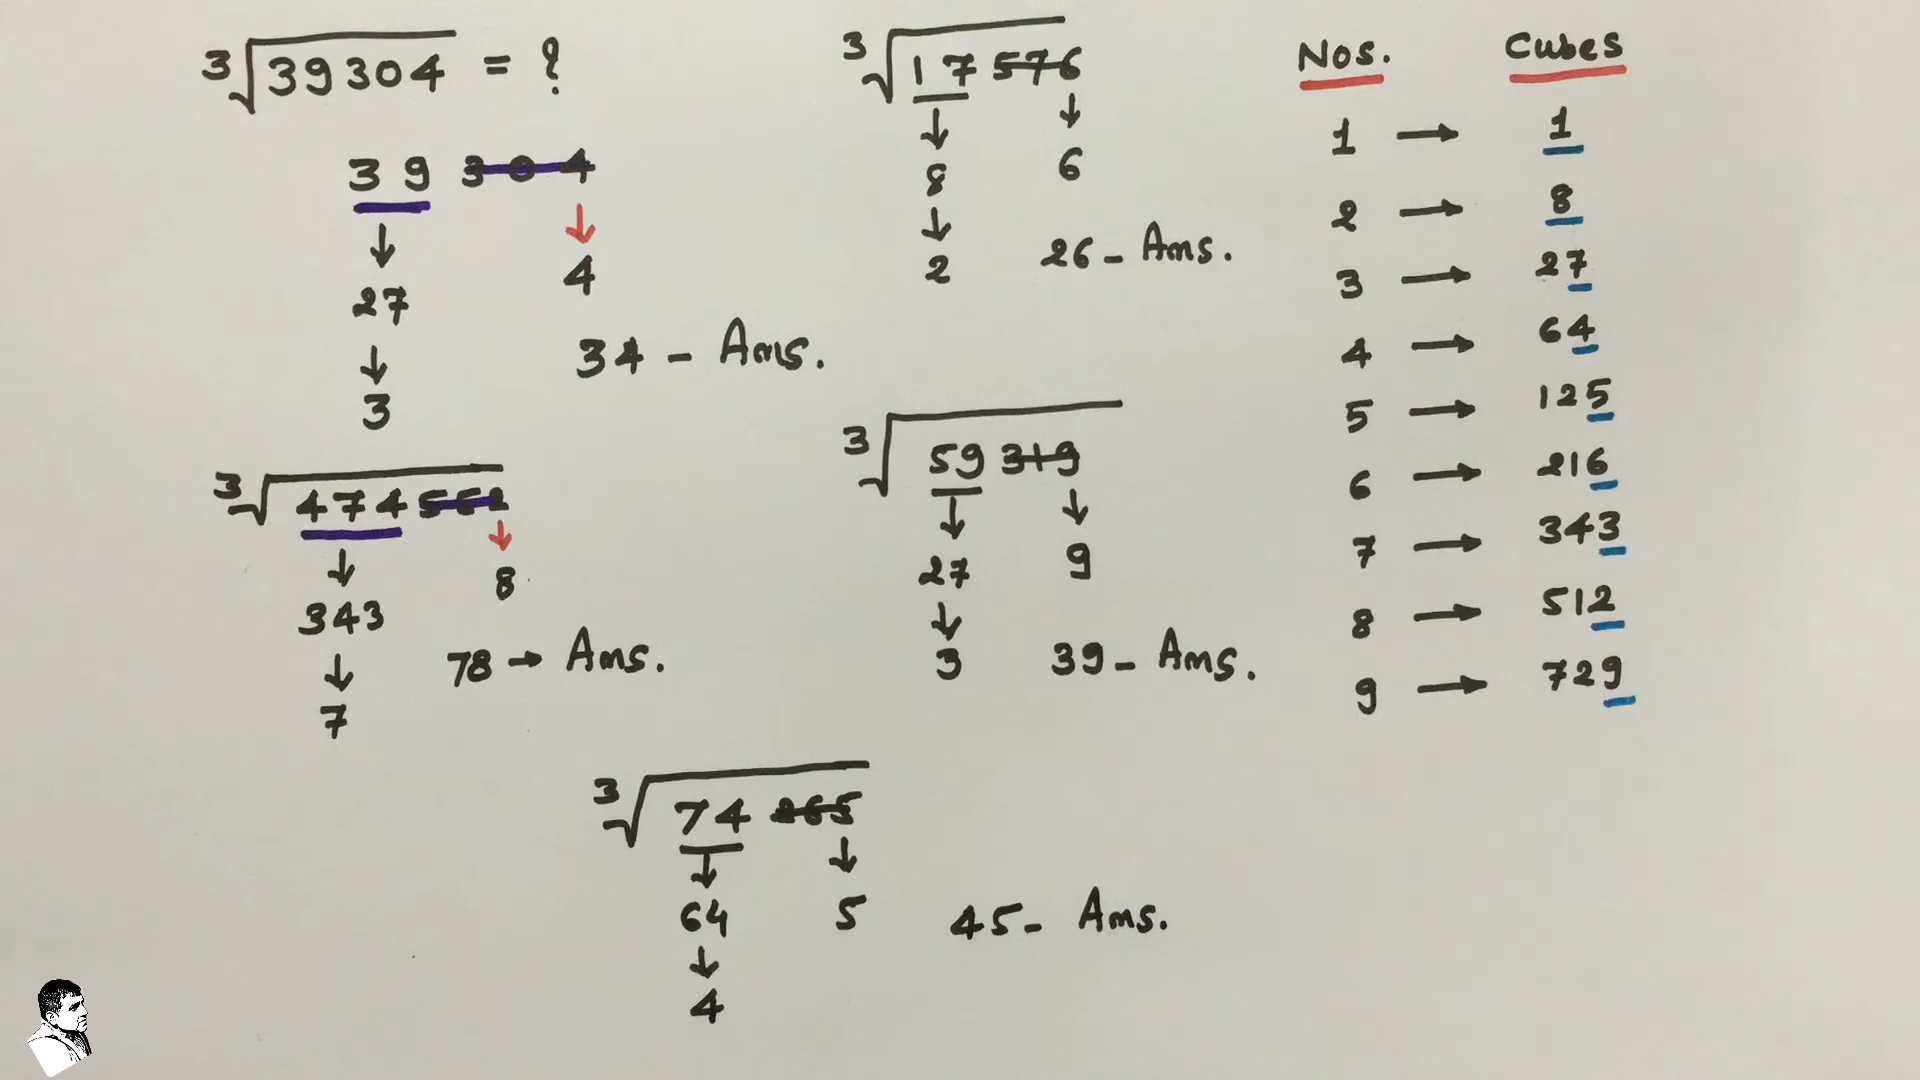 3√39304 = ?
39 304
27
4
3
34 - Ans.
3√474552
343
8
7
78 → Ans.
3√17576
8
6
2
26 - Ans.
3√59319
27
9
3
39 - Ans.
3√74265
64
5
4
45 - Ans.
Nos. Cubes
1 → 1
2 → 8
3 → 27
4 → 64
5 → 125
6 → 216
7 → 343
8 → 512
9 → 729